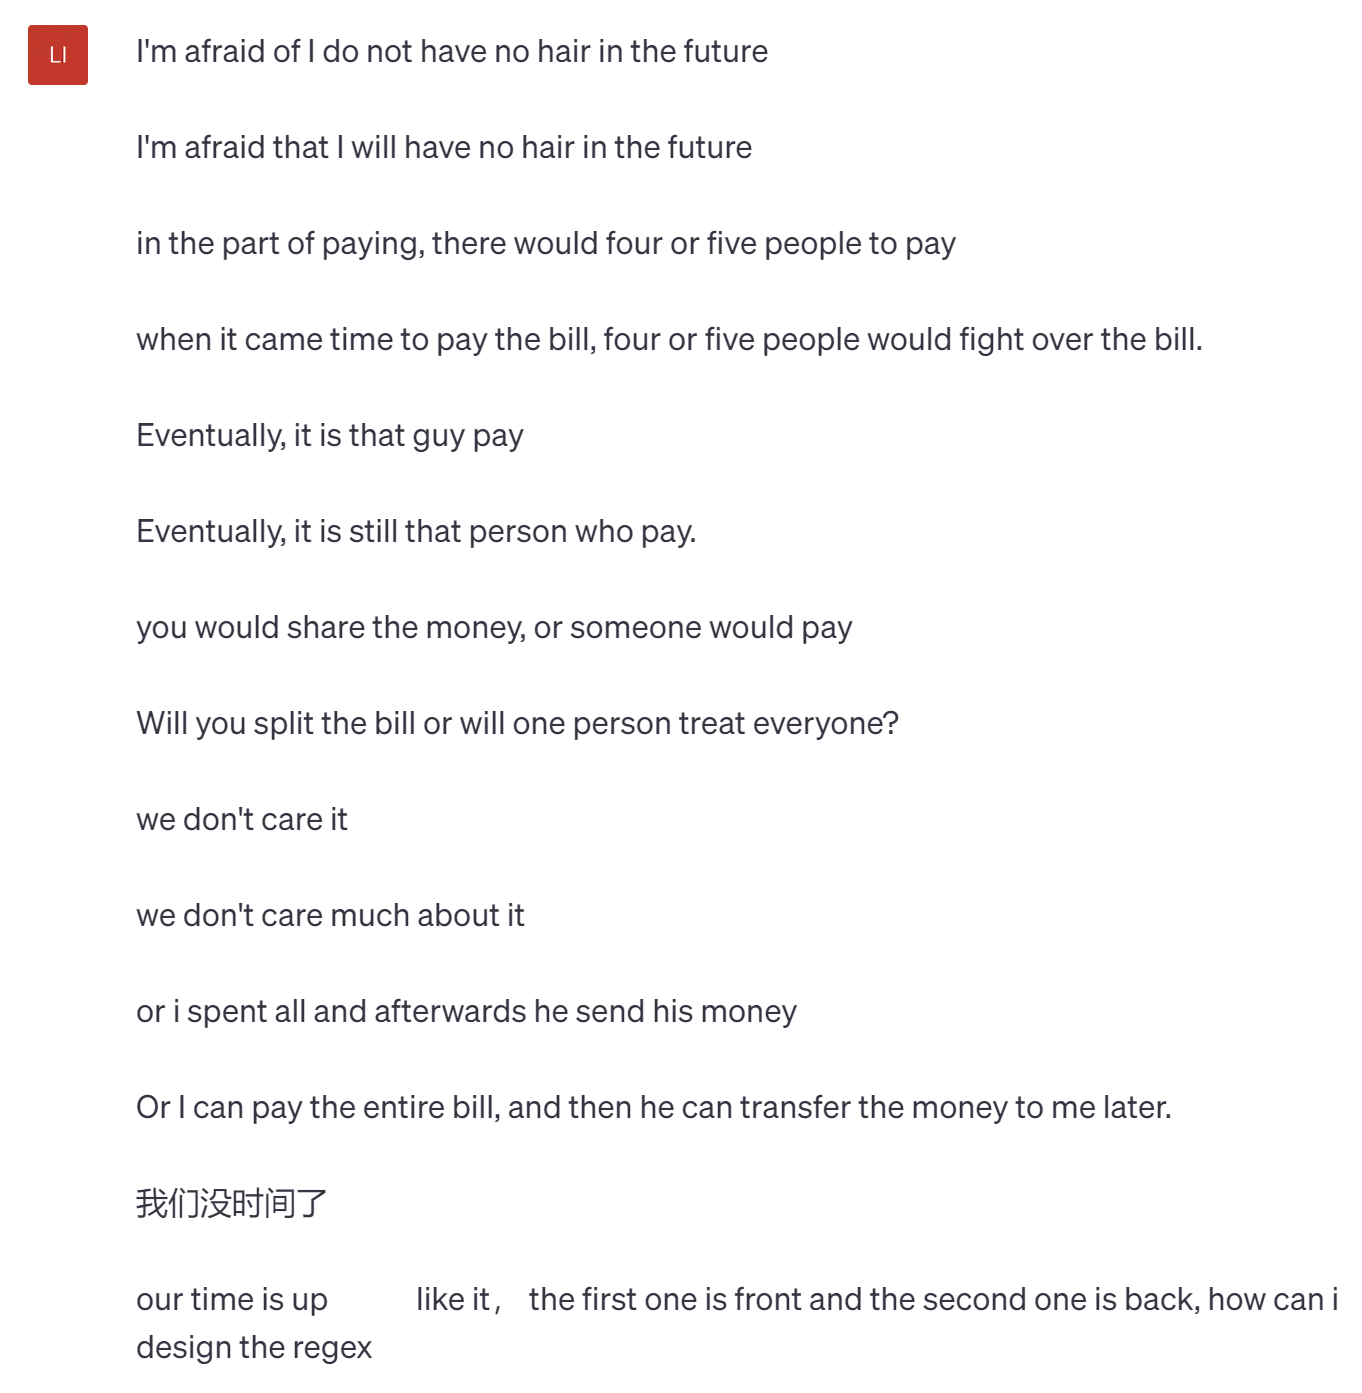 LI
I'm afraid of I do not have no hair in the future
I'm afraid that I will have no hair in the future
in the part of paying, there would four or five people to pay
when it came time to pay the bill, four or five people would fight over the bill.
Eventually, it is that guy pay
Eventually, it is still that person who pay.
you would share the money, or someone would pay
Will you split the bill or will one person treat everyone?
we don't care it
we don't care much about it
or i spent all and afterwards he send his money
Or I can pay the entire bill, and then he can transfer the money to me later.
我们没时间了
our time is up like it， the first one is front and the second one is back, how can i
design the regex